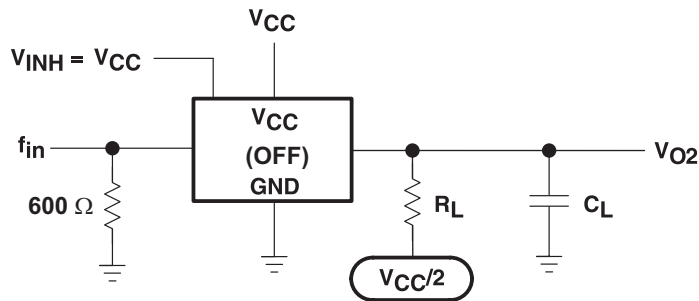 VCC
VINH = VCC
VCC
(OFF)
GND
fin
VO2
600 Ω
RL
CL
VCC/2